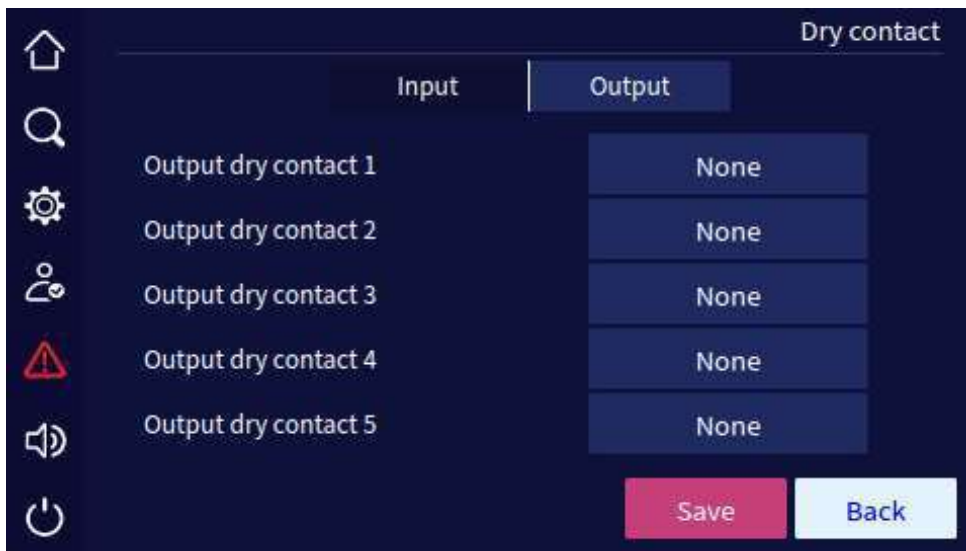 Dry contact
Input Output
Output dry contact 1 None
Output dry contact 2 None
Output dry contact 3 None
Output dry contact 4 None
Output dry contact 5 None
Save Back